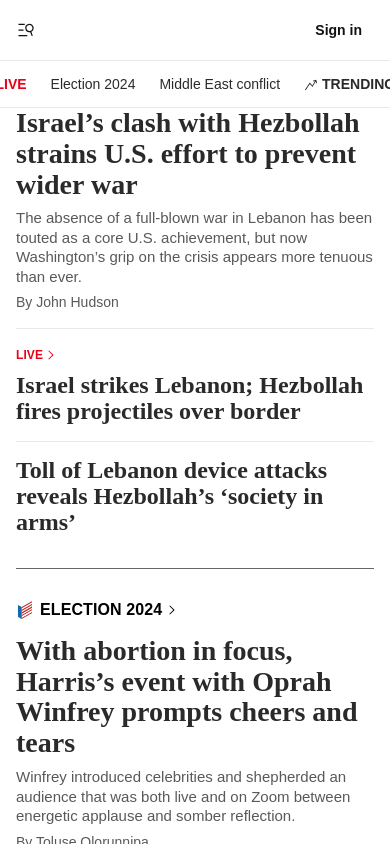 Sign in
LIVE
Election 2024
Middle East conflict
TRENDING
Israel’s clash with Hezbollah
strains U.S. effort to prevent
wider war
The absence of a full-blown war in Lebanon has been
touted as a core U.S. achievement, but now
Washington’s grip on the crisis appears more tenuous
than ever.
By John Hudson
LIVE
Israel strikes Lebanon; Hezbollah
fires projectiles over border
Toll of Lebanon device attacks
reveals Hezbollah’s ‘society in
arms’
ELECTION 2024
With abortion in focus,
Harris’s event with Oprah
Winfrey prompts cheers and
tears
Winfrey introduced celebrities and shepherded an
audience that was both live and on Zoom between
energetic applause and somber reflection.
By Toluse Olorunnipa